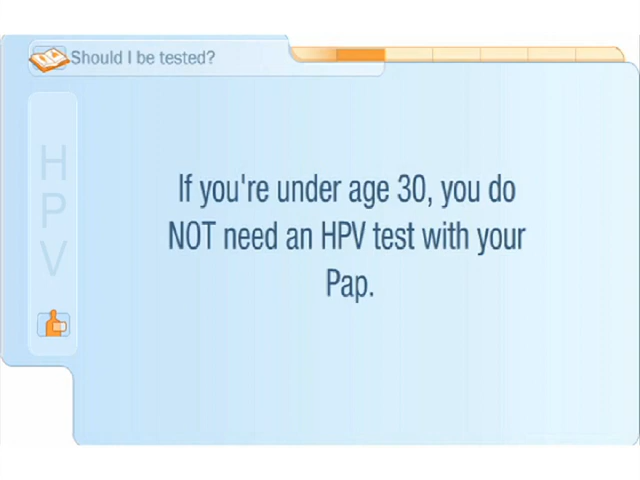 Should I be tested?
H
P
V
If you're under age 30, you do
NOT need an HPV test with your
Pap.